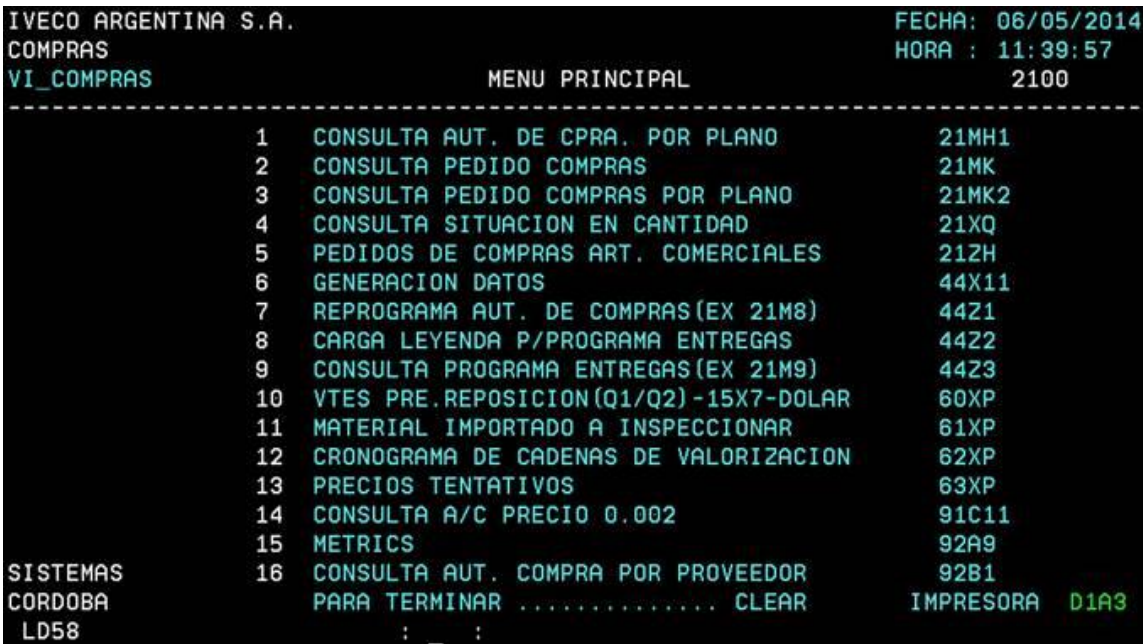 IVECO ARGENTINA S.A. FECHA: 06/05/2014
COMPRAS HORA : 11:39:57
VI_COMPRAS MENU PRINCIPAL 2100
--------------------------------------------------------------------------------
1 CONSULTA AUT. DE CPRA. POR PLANO 21MH1
2 CONSULTA PEDIDO COMPRAS 21MK
3 CONSULTA PEDIDO COMPRAS POR PLANO 21MK2
4 CONSULTA SITUACION EN CANTIDAD 21XQ
5 PEDIDOS DE COMPRAS ART. COMERCIALES 21ZH
6 GENERACION DATOS 44X11
7 REPROGRAMA AUT. DE COMPRAS(EX 21M8) 44Z1
8 CARGA LEYENDA P/PROGRAMA ENTREGAS 44Z2
9 CONSULTA PROGRAMA ENTREGAS(EX 21M9) 44Z3
10 VTES PRE.REPOSICION(Q1/Q2)-15X7-DOLAR 60XP
11 MATERIAL IMPORTADO A INSPECCIONAR 61XP
12 CRONOGRAMA DE CADENAS DE VALORIZACION 62XP
13 PRECIOS TENTATIVOS 63XP
14 CONSULTA A/C PRECIO 0.002 91C11
15 METRICS 92A9
SISTEMAS 16 CONSULTA AUT. COMPRA POR PROVEEDOR 92B1
CORDOBA PARA TERMINAR .............. CLEAR IMPRESORA D1A3
LD58 : _ :